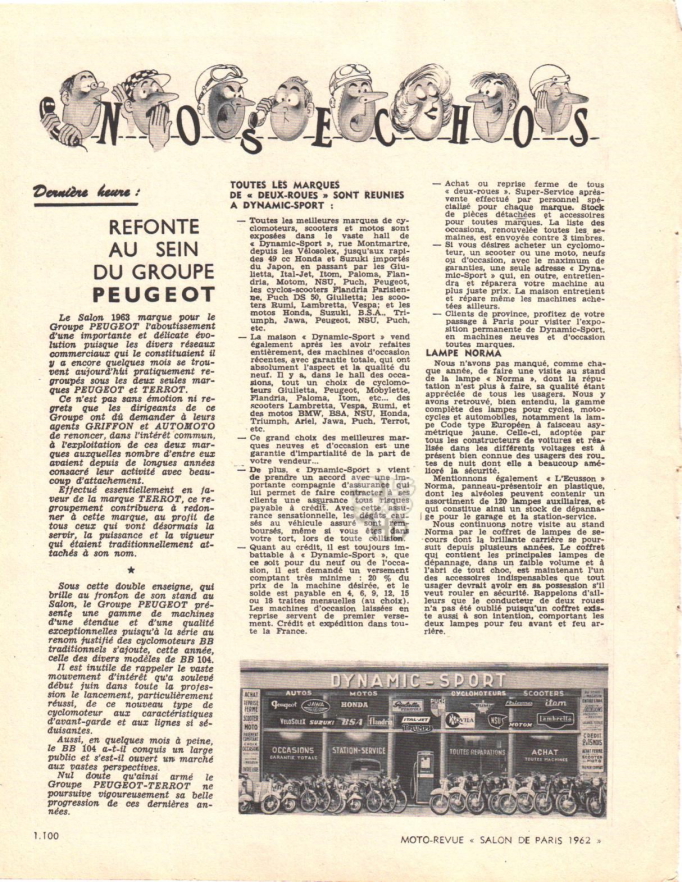 NOS ECHOS
Dernière heure :
REFONTE
AU SEIN
DU GROUPE
PEUGEOT
Le Salon 1963 marque pour le
Groupe PEUGEOT l'aboutissement
d'une importante et délicate évo-
lution puisque les divers réseaux
commerciaux qui le constituaient il
y a encore quelques mois se trou-
vent aujourd'hui pratiquement re-
groupés sous les deux seules mar-
ques PEUGEOT et TERROT.
Ce n'est pas sans émotion ni re-
grets que les dirigeants de ce
Groupe ont dû demander à leurs
agents GRIFFON et AUTOMOTO
de renoncer, dans l'intérêt commun,
à l'exploitation de ces deux mar-
ques auxquelles nombre d'entre eux
avaient depuis de longues années
consacré leur activité avec beau-
coup d'attachement.
Effectué essentiellement en fa-
veur de la marque TERROT, ce re-
groupement contribuera à redon-
ner à cette marque, au profit de
tous ceux qui vont désormais la
servir, la puissance et la vigueur
qui étaient traditionnellement at-
tachés à son nom.
★
Sous cette double enseigne, qui
brille au fronton de son stand au
Salon, le Groupe PEUGEOT pré-
sente une gamme de machines
d'une étendue et d'une qualité
exceptionnelles puisqu'à la série au
renom justifié des cyclomoteurs BB
traditionnels s'ajoute, cette année,
celle des divers modèles de BB 104.
Il est inutile de rappeler le vaste
mouvement d'intérêt qu'a soulevé
début juin dans toute la profes-
sion le lancement, particulièrement
réussi, de ce nouveau type de
cyclomoteur aux caractéristiques
d'avant-garde et aux lignes si sé-
duisantes.
Aussi, en quelques mois à peine,
le BB 104 a-t-il conquis un large
public et s'est-il ouvert un marché
aux vastes perspectives.
Nul doute qu'ainsi armé le
Groupe PEUGEOT-TERROT ne
poursuive vigoureusement sa belle
progression de ces dernières an-
nées.
TOUTES LES MARQUES
DE « DEUX-ROUES » SONT REUNIES
A DYNAMIC-SPORT :
— Toutes les meilleures marques de cy-
clomoteurs, scooters et motos sont
exposées dans le vaste hall de
« Dynamic-Sport », rue Montmartre,
depuis les Vélosolex, jusqu'aux rapi-
des 49 cc Honda et Suzuki importés
du Japon, en passant par les Giu-
lietta, Ital-Jet, Itom, Paloma, Flan-
dria, Motom, NSU, Puch, Peugeot,
les cyclos-scooters Flandria Parisien-
ne, Puch DS 50, Giulietta; les scoo-
ters Rumi, Lambretta, Vespa; et les
motos Honda, Suzuki, B.S.A., Tri-
umph, Jawa, Peugeot, NSU, Puch,
etc.
— La maison « Dynamic-Sport » vend
également après les avoir refaites
entièrement, des machines d'occasion
récentes, avec garantie totale, qui ont
absolument l'aspect et la qualité du
neuf. Il y a, dans le hall des occa-
sions, tout un choix de cyclomo-
teurs Giulietta, Peugeot, Mobylette,
Flandria, Paloma, Itom, etc... des
scooters Lambretta, Vespa, Rumi, et
des motos BMW, BSA, NSU, Honda,
Triumph, Ariel, Jawa, Puch, Terrot,
etc.
— Ce grand choix des meilleures mar-
ques neuves et d'occasion est une
garantie d'impartialité de la part de
votre vendeur...
— De plus, « Dynamic-Sport » vient
de prendre un accord avec une im-
portante compagnie d'assurance qui
lui permet de faire contracter à ses
clients une assurance tous risques
payable à crédit. Avec cette assu-
rance sensationnelle, les dégâts cau-
sés au véhicule assuré sont rem-
boursés, même si vous êtes dans
votre tort, lors de toute collision.
— Quant au crédit, il est toujours im-
battable à « Dynamic-Sport », que
ce soit pour du neuf ou de l'occa-
sion, il est demandé un versement
comptant très minime : 20 % du
prix de la machine désirée, et le
solde est payable en 4, 6, 9, 12, 15
ou 18 traites mensuelles (au choix).
Les machines d'occasion laissées en
reprise servent de premier verse-
ment. Crédit et expédition dans tou-
te la France.
— Achat ou reprise ferme de tous
« deux-roues ». Super-Service après-
vente effectué par personnel spé-
cialisé pour chaque marque. Stock
de pièces détachées et accessoires
pour toutes marques. La liste des
occasions, renouvelée toutes les se-
maines, est envoyée contre 3 timbres.
— Si vous désirez acheter un cyclomo-
teur, un scooter ou une moto, neufs
ou d'occasion, avec le maximum de
garanties, une seule adresse « Dyna-
mic-Sport » qui, en outre, entretien-
dra et réparera votre machine au
plus juste prix. La maison entretient
et répare même les machines ache-
tées ailleurs.
— Clients de province, profitez de votre
passage à Paris pour visiter l'expo-
sition permanente de Dynamic-Sport,
en machines neuves et d'occasion
toutes marques.
LAMPE NORMA
Nous n'avons pas manqué, comme cha-
que année, de faire une visite au stand
de la lampe « Norma », dont la répu-
tation n'est plus à faire, sa qualité étant
appréciée de tous les usagers. Nous y
avons retrouvé, bien entendu, la gamme
complète des lampes pour cycles, moto-
cycles et automobiles, notamment la lam-
pe Code type Européen à faisceau asy-
métrique jaune. Celle-ci, adoptée par
tous les constructeurs de voitures et réa-
lisée dans les différents voltages est à
présent bien connue des usagers des rou-
tes de nuit dont elle a beaucoup amé-
lioré la sécurité.
Mentionnons également « L'Ecusson »
Norma, panneau-présentoir en plastique,
dont les alvéoles peuvent contenir un
assortiment de 120 lampes auxiliaires, et
qui constitue ainsi un stock de dépanna-
ge pour le garage et la station-service.
Nous continuons notre visite au stand
Norma par le coffret de lampes de se-
cours dont la brillante carrière se pour-
suit depuis plusieurs années. Le coffret
qui contient les principales lampes de
dépannage, dans un faible volume et à
l'abri de tout choc, est maintenant l'un
des accessoires indispensables que tout
usager devrait avoir en sa possession s'il
veut rouler en sécurité. Rappelons d'ail-
leurs que le conducteur de deux roues
n'a pas été oublié puisqu'un coffret exis-
te aussi à son intention, comportant les
deux lampes pour feu avant et feu ar-
rière.
DYNAMIC-SPORT
AUTOS MOTOS CYCLOMOTEURS SCOOTERS
Peugeot JAWA HONDA
VéloSoleX SUZUKI BSA Flandria ITAL JET TRIUMPH NSU MOTOM Itom Lambretta
OCCASIONS
GARANTIE TOTALE
STATION-SERVICE
TOUTES RÉPARATIONS
ACHAT
TOUTES MACHINES
1.100
MOTO-REVUE « SALON DE PARIS 1962 »